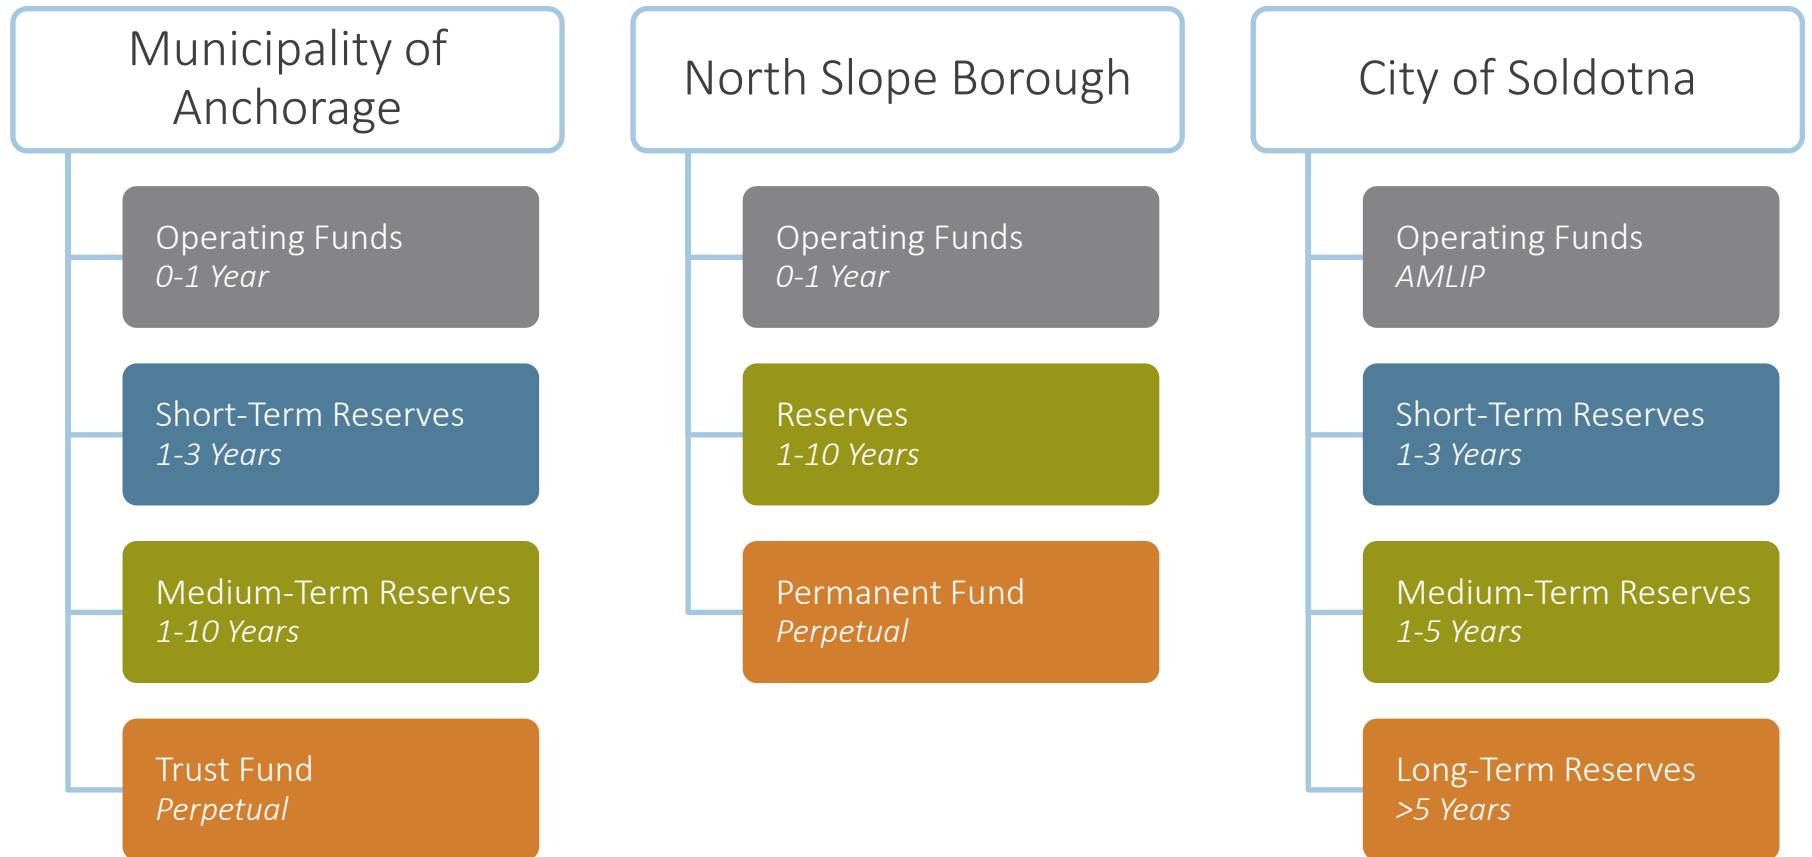 Municipality of
Anchorage
Operating Funds
0-1 Year
Short-Term Reserves
1-3 Years
Medium-Term Reserves
1-10 Years
Trust Fund
Perpetual
North Slope Borough
Operating Funds
0-1 Year
Reserves
1-10 Years
Permanent Fund
Perpetual
City of Soldotna
Operating Funds
AMLIP
Short-Term Reserves
1-3 Years
Medium-Term Reserves
1-5 Years
Long-Term Reserves
>5 Years